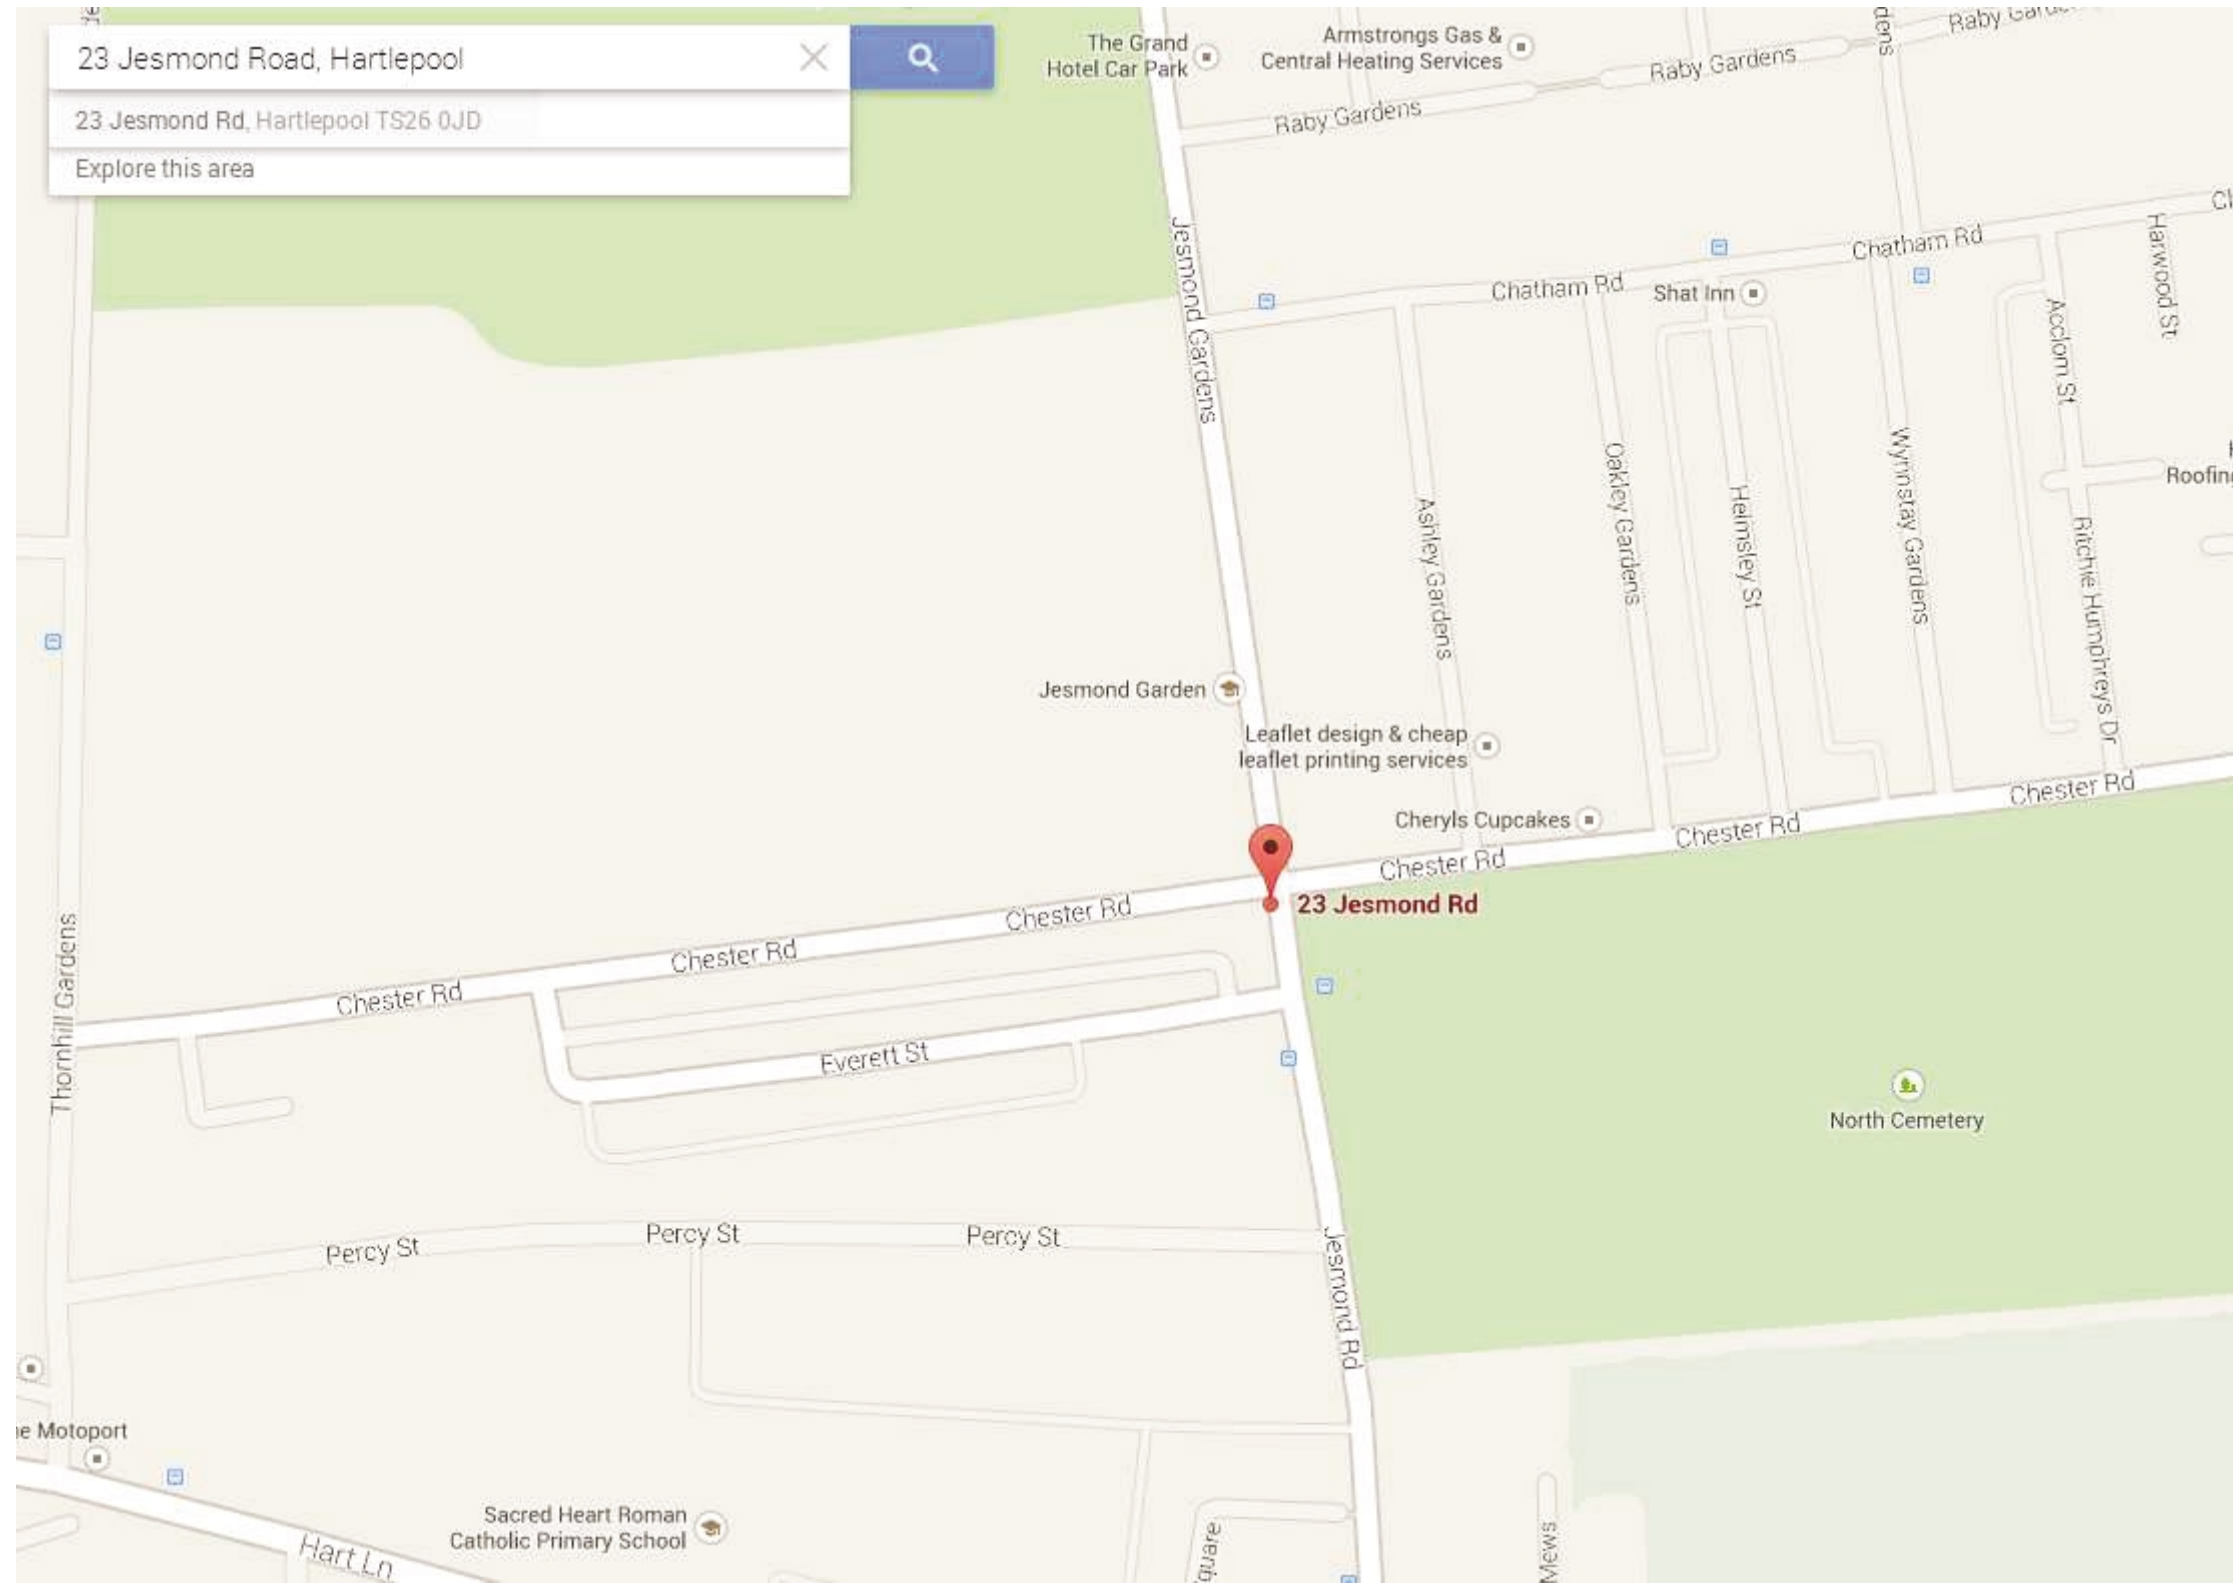 23 Jesmond Road, Hartlepool
23 Jesmond Rd, Hartlepool TS26 0JD
Explore this area
The Grand
Hotel Car Park
Armstrongs Gas &
Central Heating Services
Raby Gardens
Raby Gardens
Raby
dens
Jesmond Gardens
Chatham Rd
Chatham Rd
Shat Inn
Harwood St
Acclom St
Ashley Gardens
Oakley Gardens
Helmsley St
Wynnstay Gardens
Ritchie Humphreys Dr
Roofing
Jesmond Garden
Leaflet design & cheap
leaflet printing services
Cheryls Cupcakes
Chester Rd
Chester Rd
Chester Rd
23 Jesmond Rd
Chester Rd
Chester Rd
Chester Rd
Thornhill Gardens
Everett St
North Cemetery
Percy St
Percy St
Percy St
Jesmond Rd
e Motoport
Sacred Heart Roman
Catholic Primary School
Hart Ln
quare
Mews